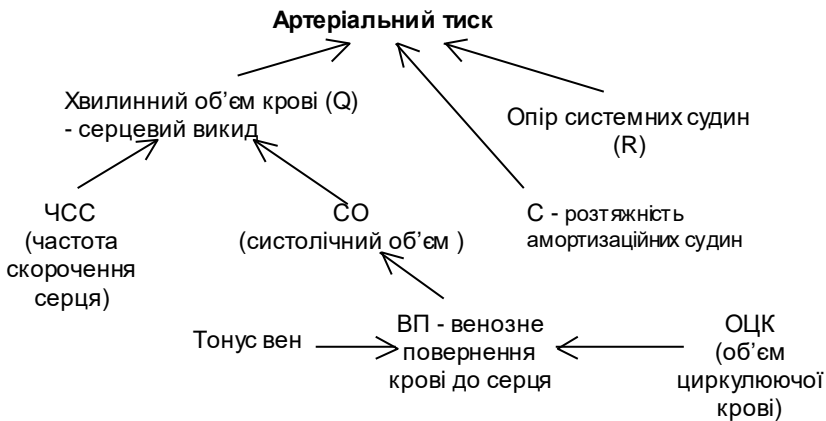 Артеріальний тиск
Хвилинний об’єм крові (Q)
- серцевий викид
Опір системних судин
(R)
ЧСС
(частота
скорочення
серця)
СО
(систолічний об’єм )
С - розтяжність
амортизаційних судин
Тонус вен
ВП - венозне
повернення
крові до серця
ОЦК
(об’єм
циркулюючої
крові)